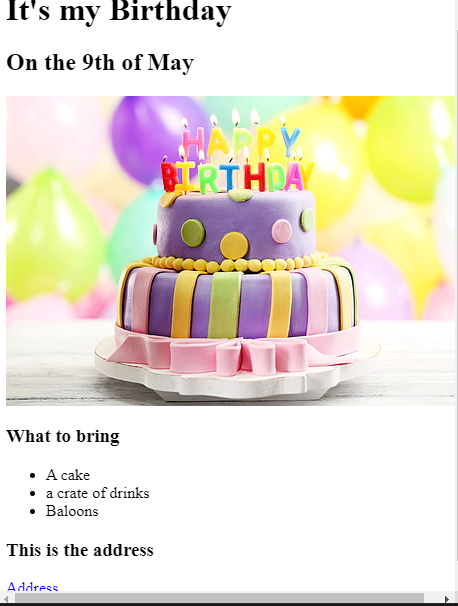 It's my Birthday
On the 9th of May
HAPPY
BIRTHDAY
What to bring
A cake
a crate of drinks
Baloons
This is the address
Address